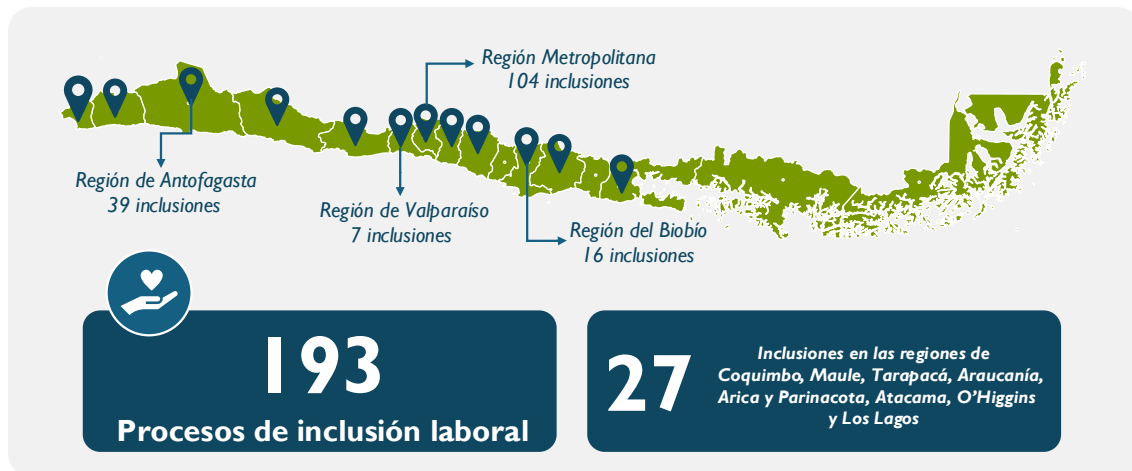 Región Metropolitana
104 inclusiones
Región de Antofagasta
39 inclusiones
Región de Valparaíso
7 inclusiones
Región del Biobío
16 inclusiones
193
Procesos de inclusión laboral
27
Inclusiones en las regiones de
Coquimbo, Maule, Tarapacá, Araucanía,
Arica y Parinacota, Atacama, O’Higgins
y Los Lagos